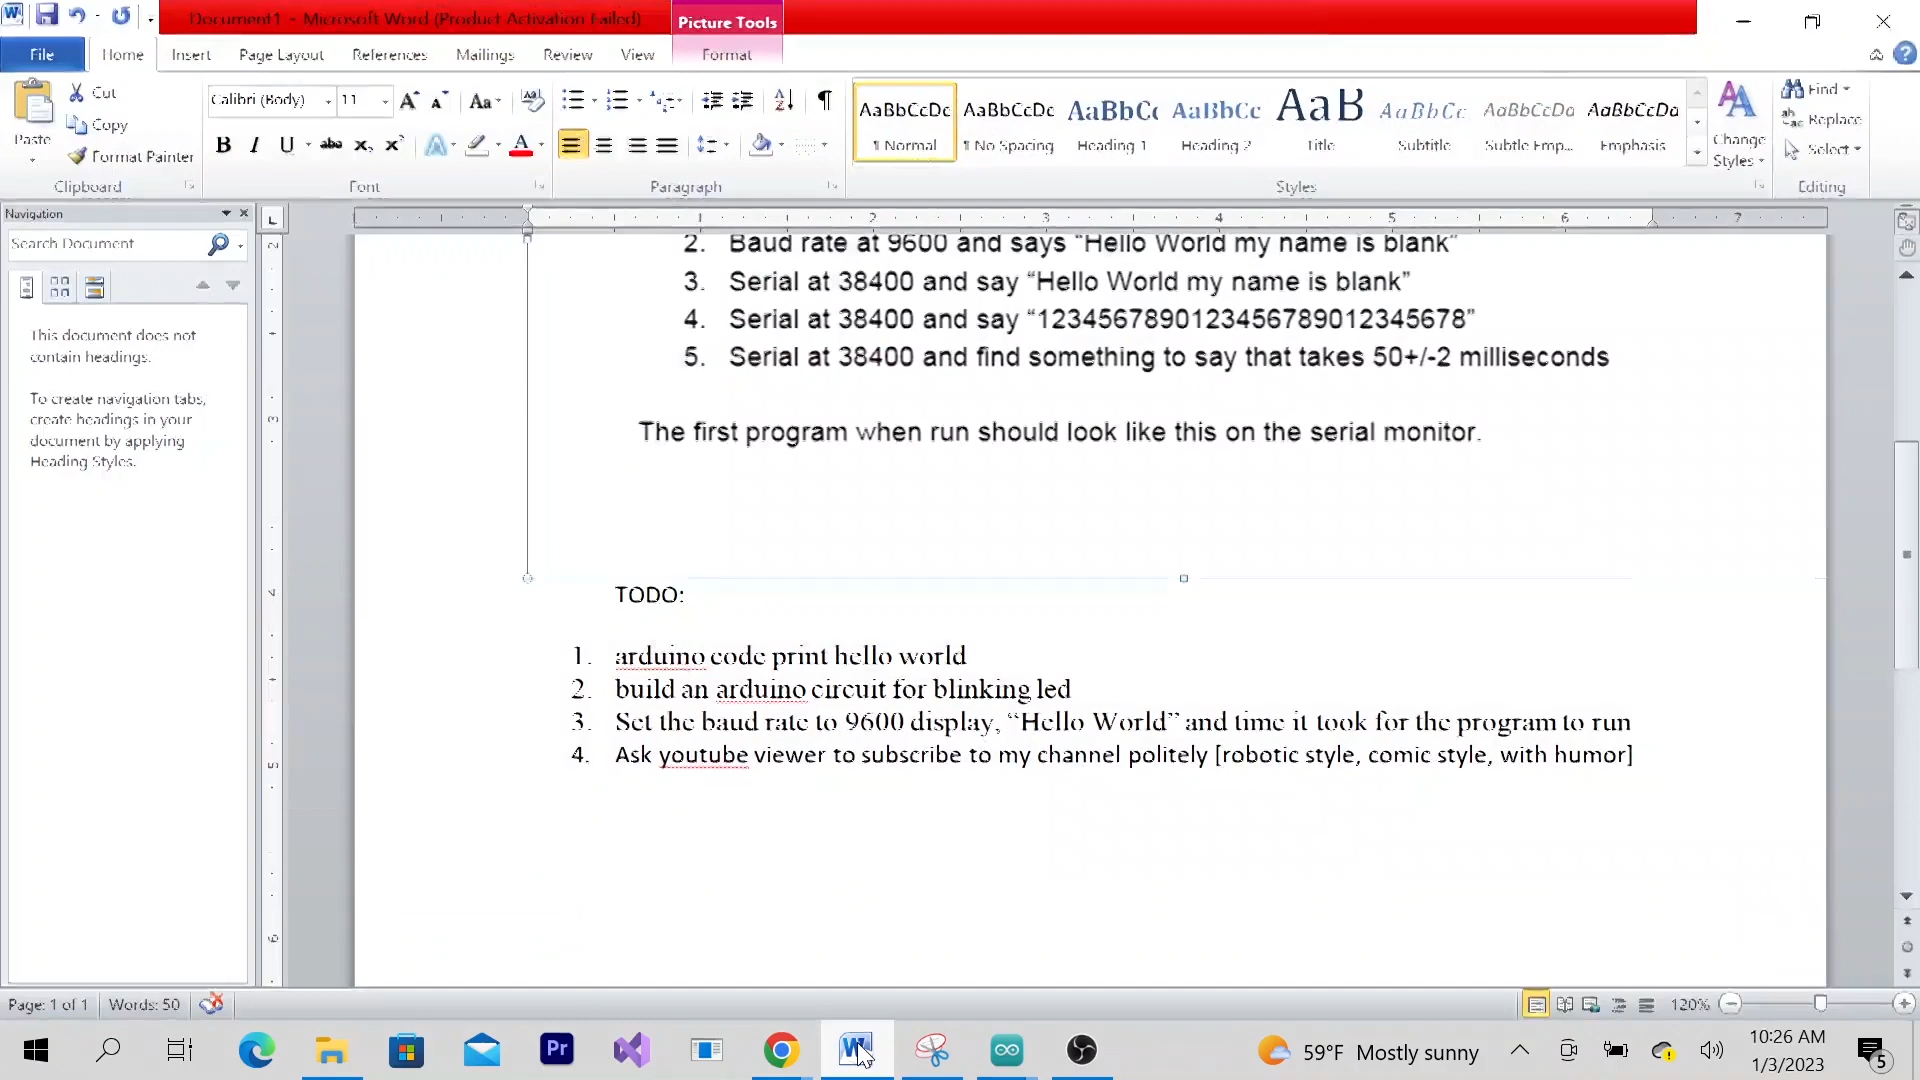 Document1 - Microsoft Word (Product Activation Failed)
Picture Tools
File
Home
Insert
Page Layout
References
Mailings
Review
View
Format
Paste
Cut
Copy
Format Painter
Clipboard
Calibri (Body)
11
Font
Paragraph
AaBbCcDc
¶ Normal
AaBbCcDc
¶ No Spacing
AaBbCc
Heading 1
AaBbCc
Heading 2
AaB
Title
AaBbCc.
Subtitle
AaBbCcDa
Subtle Emp...
AaBbCcDa
Emphasis
Change Styles
Styles
Find
Replace
Select
Editing
Navigation
Search Document
This document does not
contain headings.
To create navigation tabs,
create headings in your
document by applying
Heading Styles.
2. Baud rate at 9600 and says “Hello World my name is blank”
3. Serial at 38400 and say “Hello World my name is blank”
4. Serial at 38400 and say “1234567890123456789012345678”
5. Serial at 38400 and find something to say that takes 50+/-2 milliseconds
The first program when run should look like this on the serial monitor.
TODO:
1. arduino code print hello world
2. build an arduino circuit for blinking led
3. Set the baud rate to 9600 display, “Hello World” and time it took for the program to run
4. Ask youtube viewer to subscribe to my channel politely [robotic style, comic style, with humor]
Page: 1 of 1
Words: 50
120%
59°F Mostly sunny
10:26 AM
1/3/2023
5